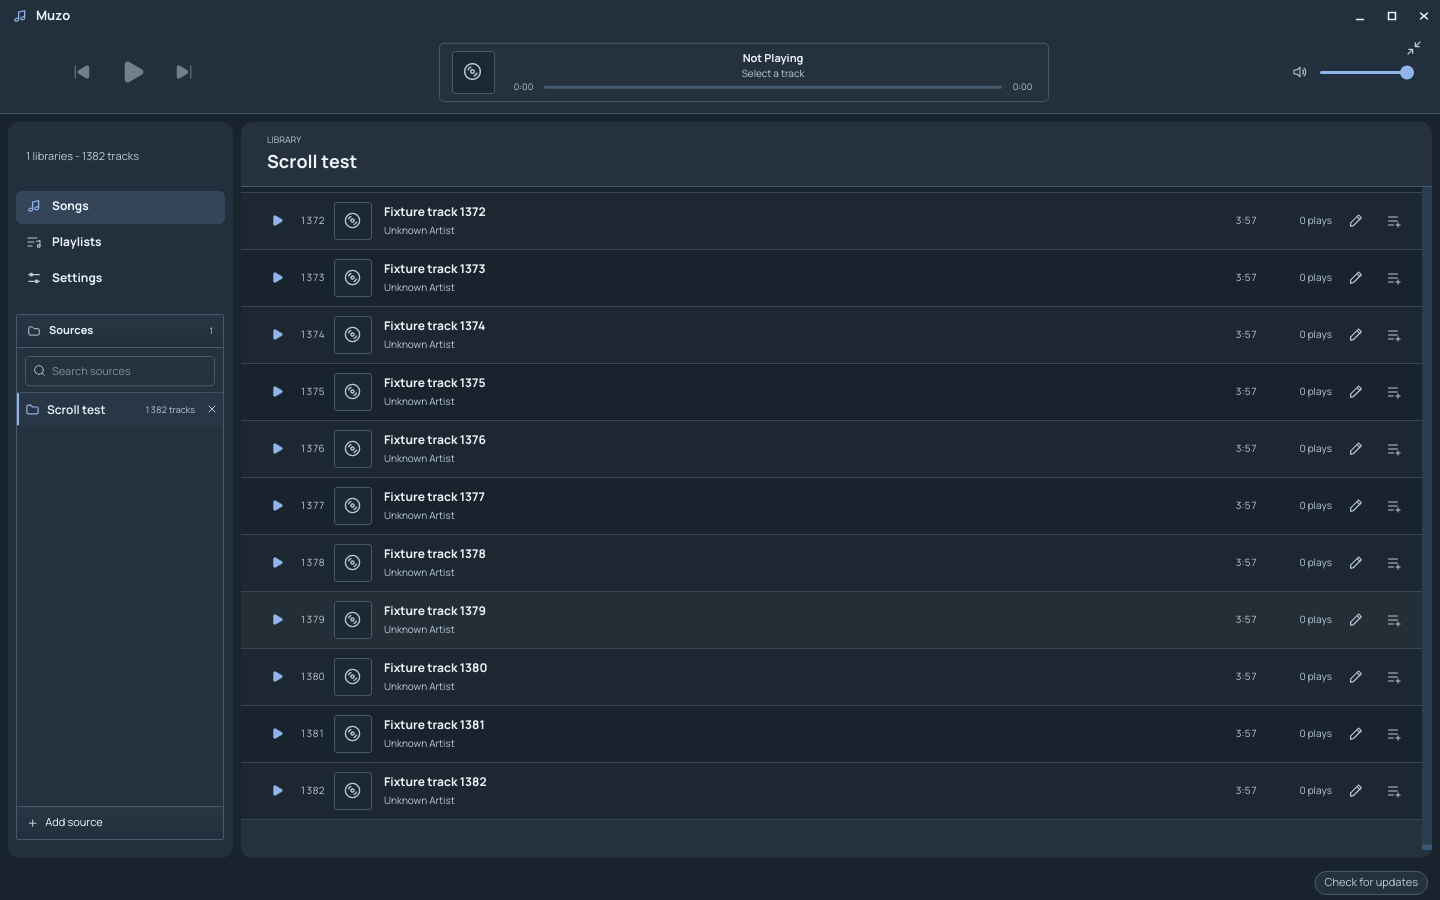 Muzo
Not Playing
Select a track
0:00
0:00
1 libraries - 1382 tracks
Songs
Playlists
Settings
Sources
1
Search sources
Scroll test
1382 tracks
Add source
LIBRARY
Scroll test
1372
Fixture track 1372
Unknown Artist
3:57
0 plays
1373
Fixture track 1373
Unknown Artist
3:57
0 plays
1374
Fixture track 1374
Unknown Artist
3:57
0 plays
1375
Fixture track 1375
Unknown Artist
3:57
0 plays
1376
Fixture track 1376
Unknown Artist
3:57
0 plays
1377
Fixture track 1377
Unknown Artist
3:57
0 plays
1378
Fixture track 1378
Unknown Artist
3:57
0 plays
1379
Fixture track 1379
Unknown Artist
3:57
0 plays
1380
Fixture track 1380
Unknown Artist
3:57
0 plays
1381
Fixture track 1381
Unknown Artist
3:57
0 plays
1382
Fixture track 1382
Unknown Artist
3:57
0 plays
Check for updates